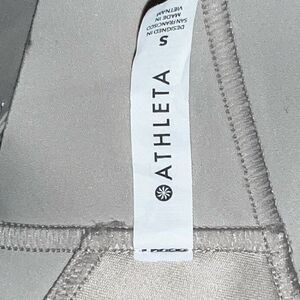 ATHLETA
S
DESIGNED IN
SAN FRANCISCO
MADE IN
VIETNAM